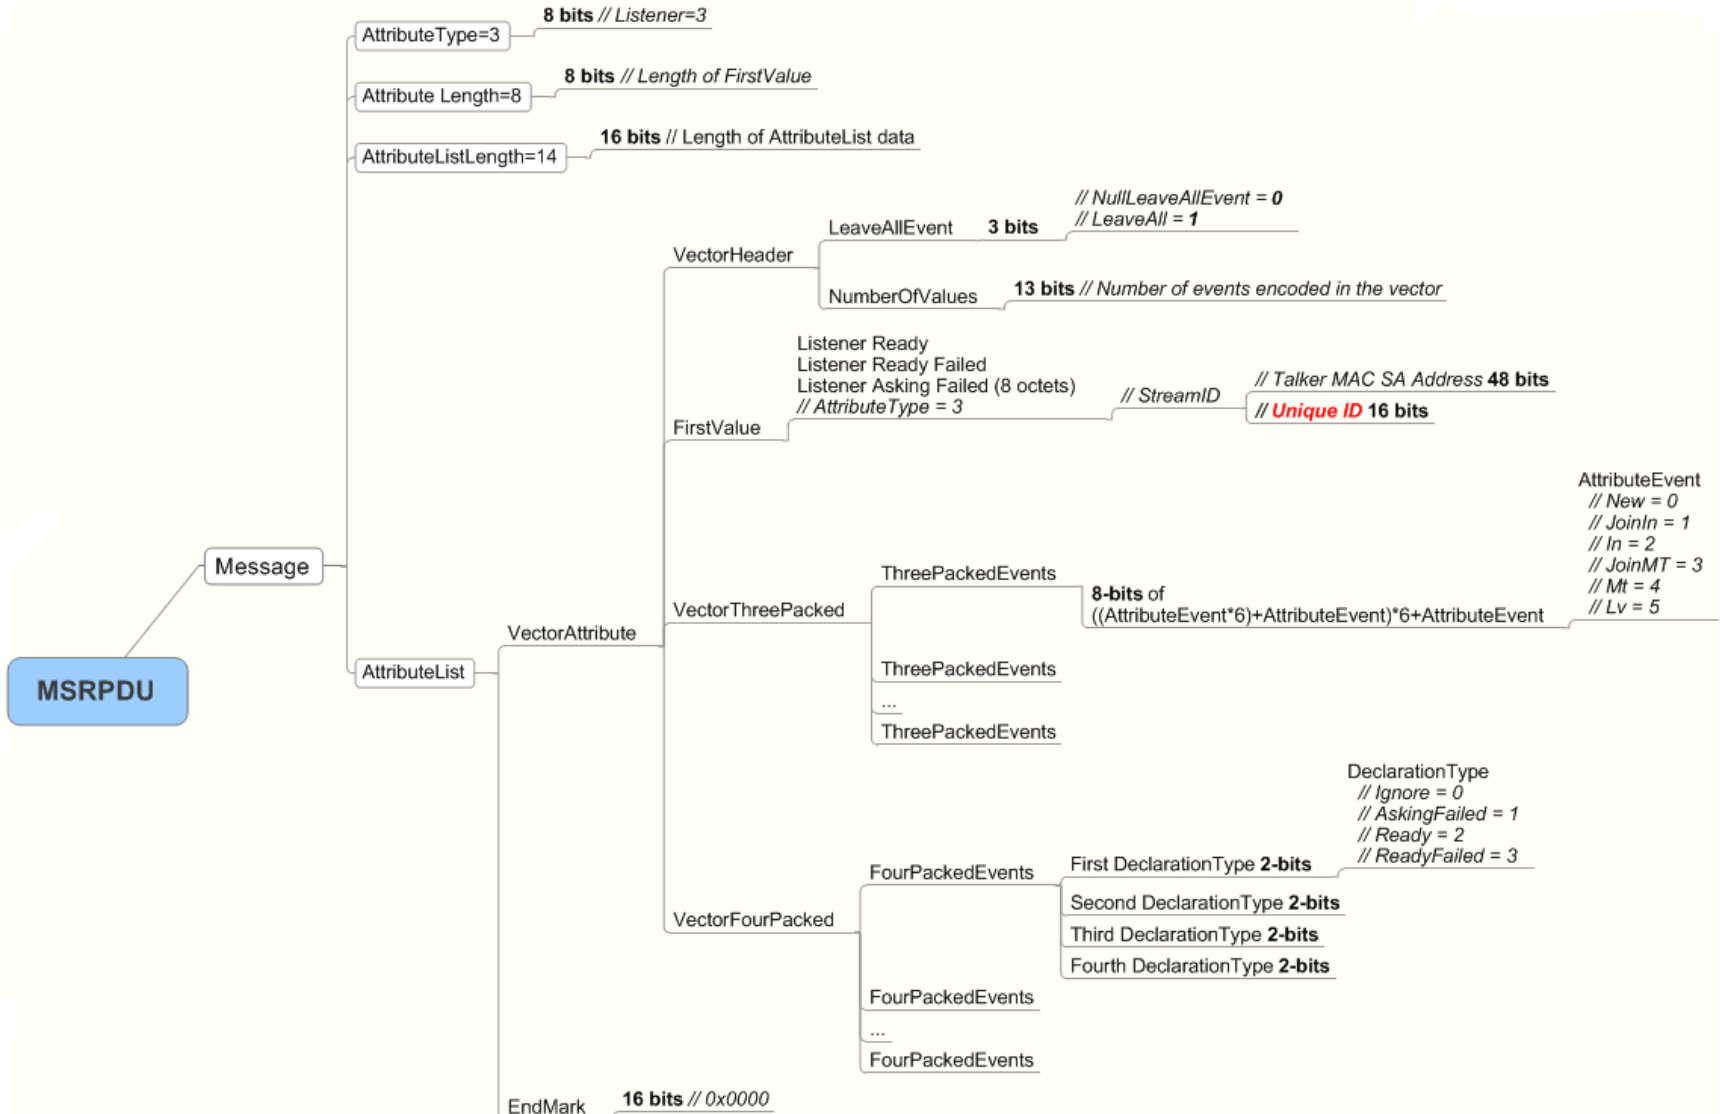 8 bits // Listener=3
AttributeType=3
8 bits // Length of FirstValue
Attribute Length=8
16 bits // Length of AttributeList data
AttributeListLength=14
// NullLeaveAllEvent = 0
// LeaveAll = 1
LeaveAllEvent 3 bits
VectorHeader
13 bits // Number of events encoded in the vector
NumberOfValues
Listener Ready
Listener Ready Failed
Listener Asking Failed (8 octets)
// AttributeType = 3
// StreamID
// Talker MAC SA Address 48 bits
// Unique ID 16 bits
FirstValue
AttributeEvent
// New = 0
// JoinIn = 1
// In = 2
// JoinMT = 3
// Mt = 4
// Lv = 5
Message
ThreePackedEvents
8-bits of
((AttributeEvent*6)+AttributeEvent)*6+AttributeEvent
VectorThreePacked
VectorAttribute
ThreePackedEvents
...
ThreePackedEvents
AttributeList
MSRPDU
DeclarationType
// Ignore = 0
// AskingFailed = 1
// Ready = 2
// ReadyFailed = 3
FourPackedEvents
First DeclarationType 2-bits
Second DeclarationType 2-bits
Third DeclarationType 2-bits
Fourth DeclarationType 2-bits
VectorFourPacked
FourPackedEvents
...
FourPackedEvents
EndMark
16 bits // 0x0000